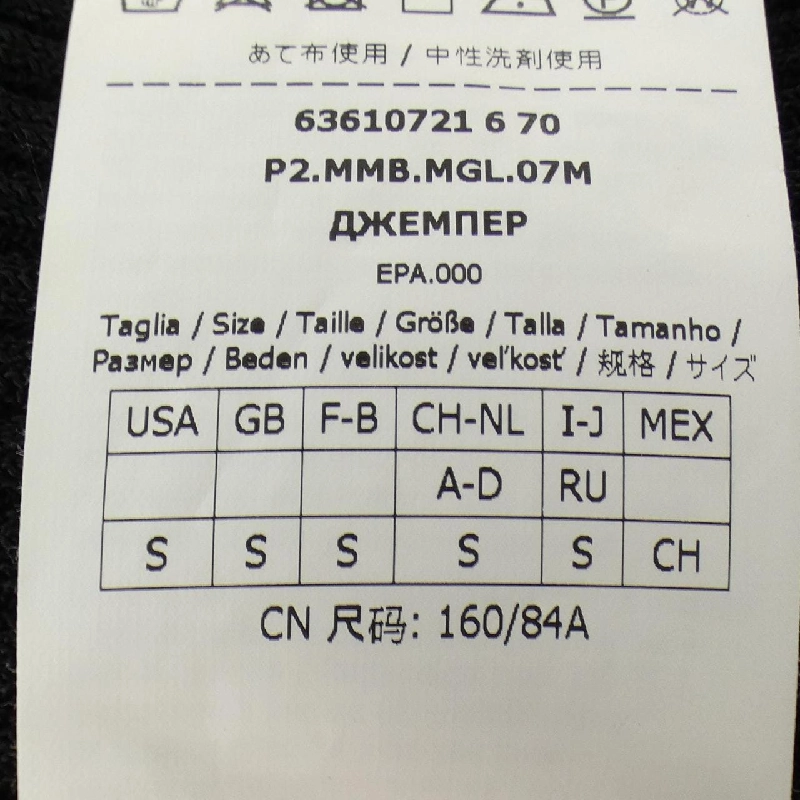 あて布使用 / 中性洗剤使用
63610721 6 70
P2.MMB.MGL.07M
ДЖЕМПЕР
EPA.000
Taglia / Size / Taille / Größe / Talla / Tamanho /
Размер / Beden / velikost / veľkosť / 规格 / サイズ
USA GB F-B CH-NL I-J MEX
A-D RU
S S S S S CH
CN 尺码: 160/84A